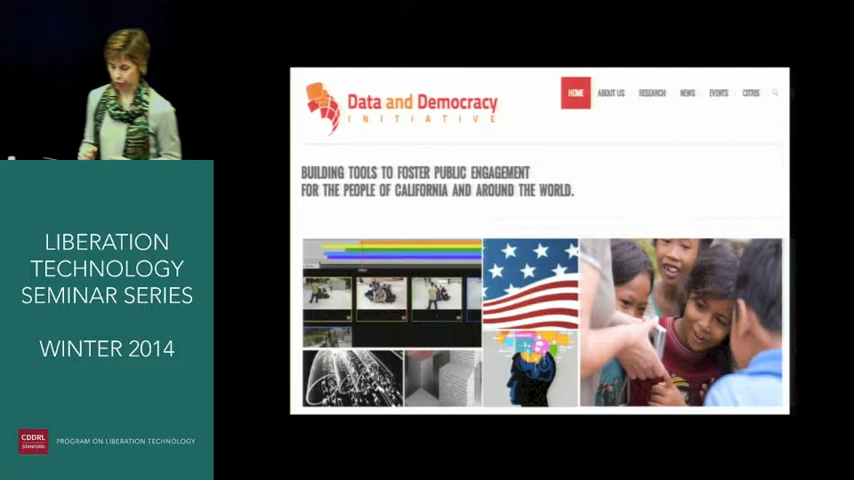 Data and Democracy
INITIATIVE
HOME
ABOUT US
RESEARCH
NEWS
EVENTS
CITRIS
BUILDING TOOLS TO FOSTER PUBLIC ENGAGEMENT
FOR THE PEOPLE OF CALIFORNIA AND AROUND THE WORLD.
LIBERATION
TECHNOLOGY
SEMINAR SERIES
WINTER 2014
CDDRL
STANFORD
PROGRAM ON LIBERATION TECHNOLOGY